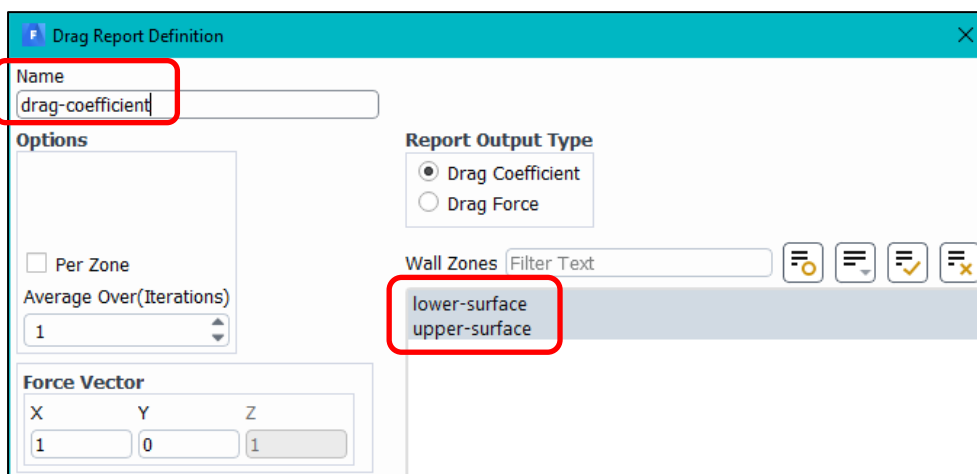 F Drag Report Definition
Name
drag-coefficient
Options
Per Zone
Average Over(Iterations)
1
Force Vector
X Y Z
1 0 1
Report Output Type
Drag Coefficient
Drag Force
Wall Zones Filter Text
lower-surface
upper-surface